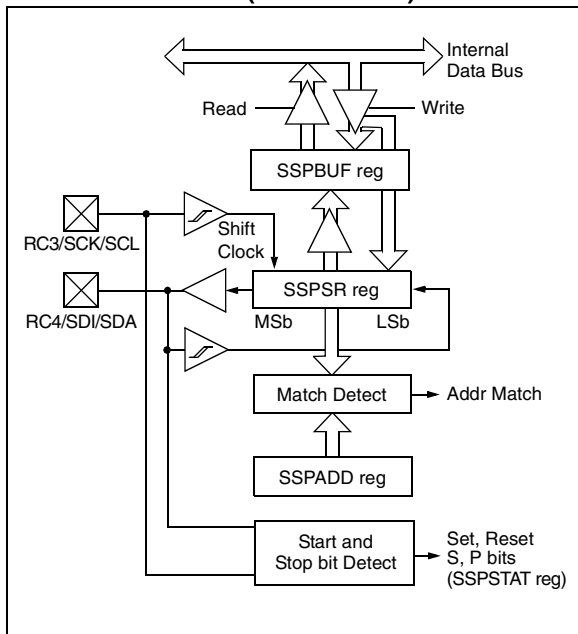 Internal
Data Bus
Read
Write
SSPBUF reg
RC3/SCK/SCL
Shift
Clock
SSPSR reg
RC4/SDI/SDA
MSb
LSb
Match Detect
Addr Match
SSPADD reg
Start and
Stop bit Detect
Set, Reset
S, P bits
(SSPSTAT reg)